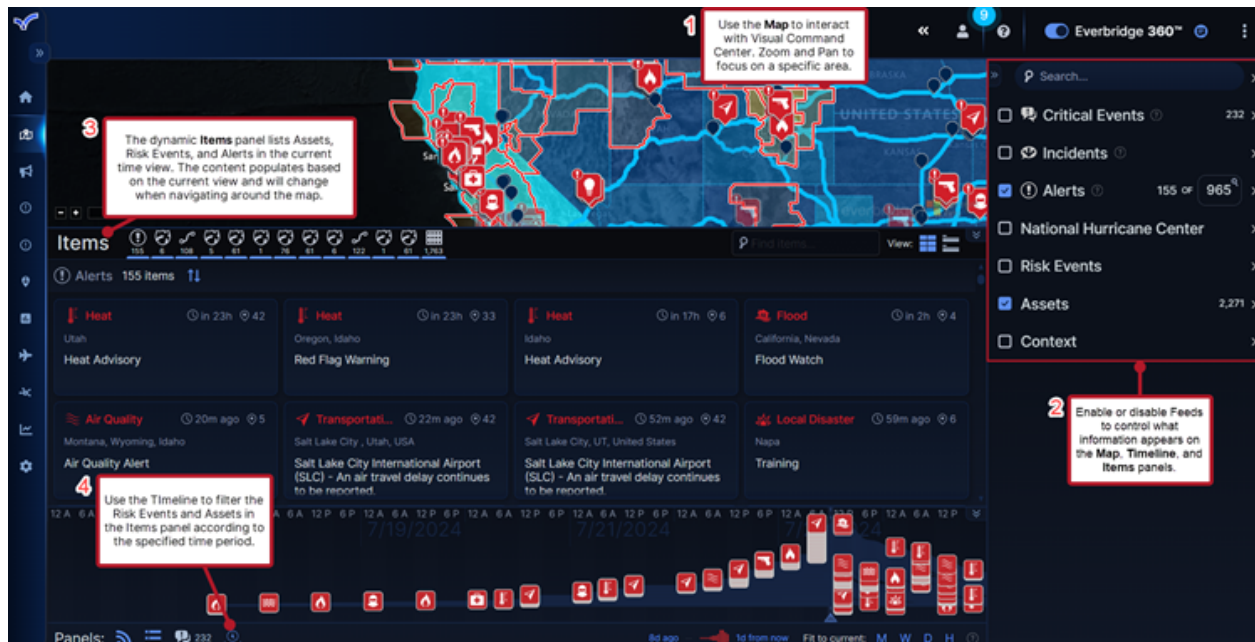 1
Use the Map to interact
with Visual Command
Center. Zoom and Pan to
focus on a specific area.
9
Everbridge 360™
Search...
Critical Events 232
Incidents
Alerts 155 OF 965
National Hurricane Center
Risk Events
Assets 2,271
Context
2
Enable or disable Feeds
to control what
information appears on
the Map, Timeline, and
Items panels.
UNITED STATES
3
The dynamic Items panel lists Assets,
Risk Events, and Alerts in the current
time view. The content populates based
on the current view and will change
when navigating around the map.
Items
155 6 108 5 61 1 76 61 6 122 1 61 1,763
Find items...
View:
Alerts 155 items
Heat in 23h 42
Utah
Heat Advisory
Heat in 23h 33
Oregon, Idaho
Red Flag Warning
Heat in 17h 6
Idaho
Heat Advisory
Flood in 2h 4
California, Nevada
Flood Watch
Air Quality 20m ago 5
Montana, Wyoming, Idaho
Air Quality Alert
Transportati... 22m ago 42
Salt Lake City , Utah, USA
Salt Lake City International Airport
(SLC) - An air travel delay continues
to be reported.
Transportati... 52m ago 42
Salt Lake City, UT, United States
Salt Lake City International Airport
(SLC) - An air travel delay continues
to be reported.
Local Disaster 59m ago 6
Napa
Training
4
Use the TImeline to filter the
Risk Events and Assets in
the Items panel according to
the specified time period.
12 A 6 A 12 P 6 P 12 A 6 A 12 P 6 P 12 A 6 A 12 P 6 P 12 A 6 A 12 P
7/19/2024
7/21/2024
Panels: 232
8d ago 1d from now Fit to current: M W D H